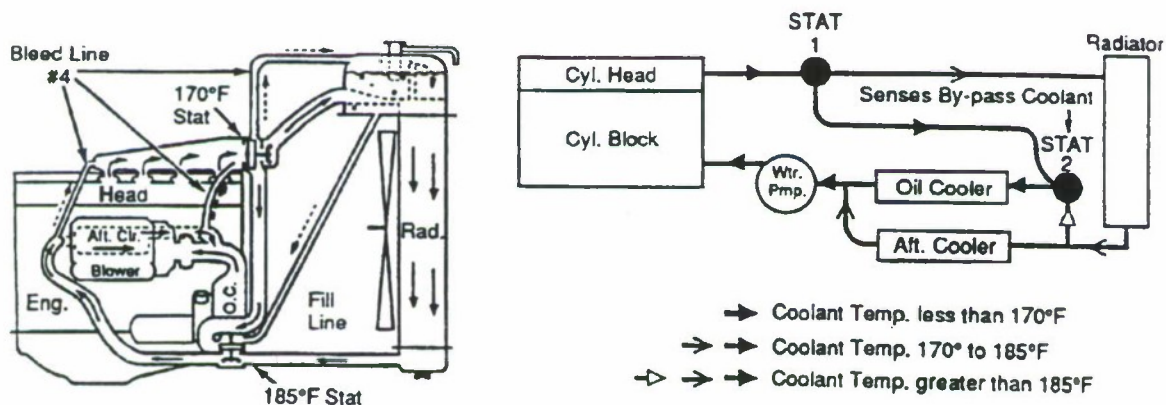 Bleed Line
#4
170°F
Stat
Head
Aft. Clr.
Blower
Eng.
O.C.
Fill
Line
Rad.
185°F Stat
STAT
1
Radiator
Cyl. Head
Senses By-pass Coolant
Cyl. Block
STAT
2
Wtr.
Pmp.
Oil Cooler
Aft. Cooler
Coolant Temp. less than 170°F
Coolant Temp. 170° to 185°F
Coolant Temp. greater than 185°F